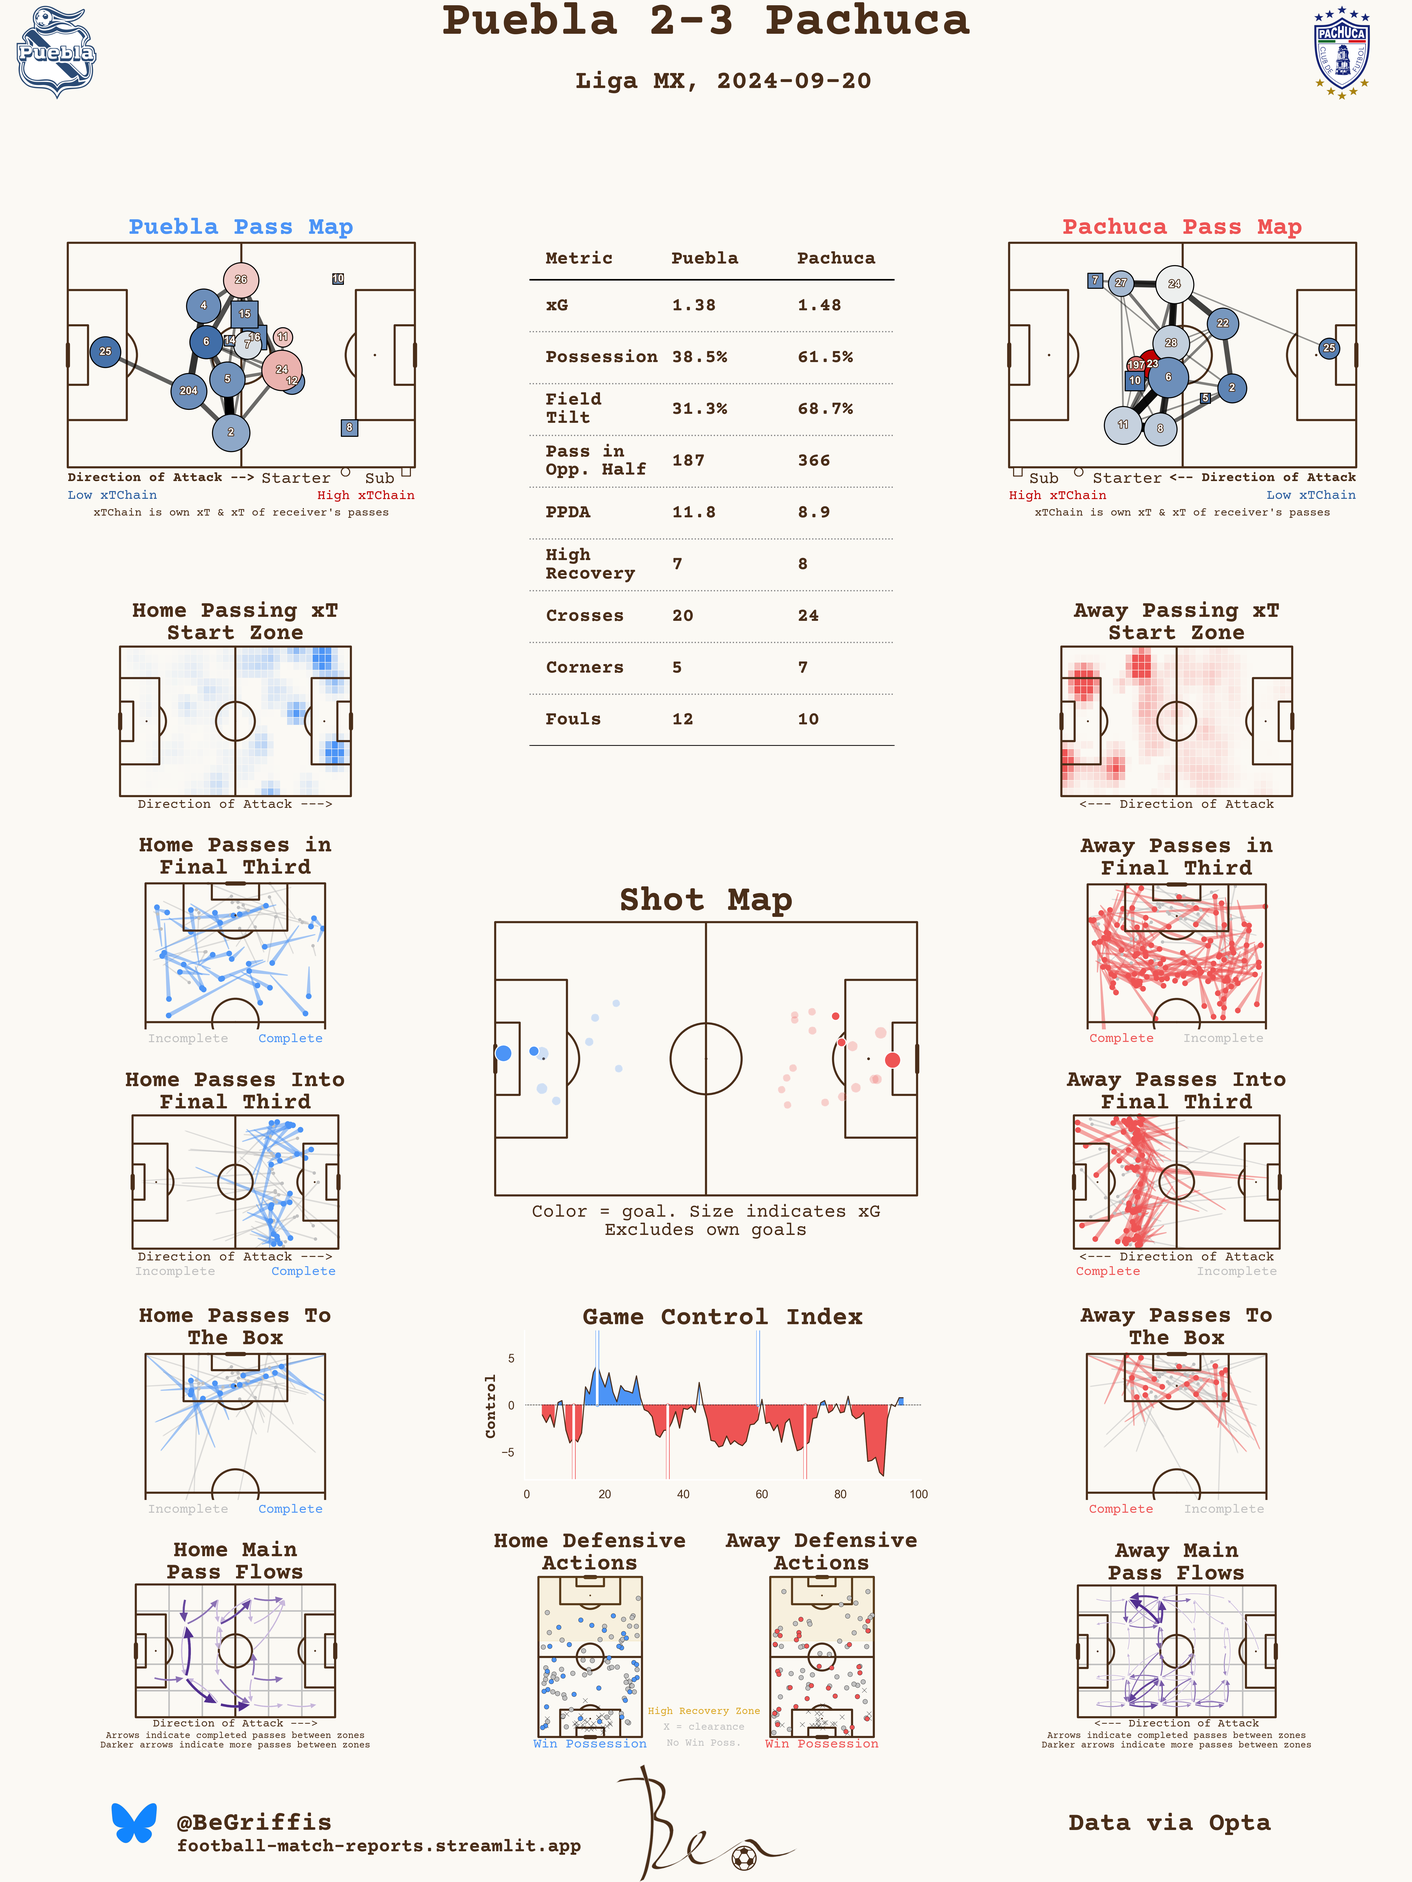 Puebla 2-3 Pachuca
Liga MX, 2024-09-20
Puebla
PACHUCA
CLUB DE FUTBOL
Puebla Pass Map
26
10
4
15
16
11
14
7
6
25
24
12
5
204
2
8
Direction of Attack --> Starter Sub
Low xTChain High xTChain
xTChain is own xT & xT of receiver's passes
Metric Puebla Pachuca
xG 1.38 1.48
Possession 38.5% 61.5%
Field
Tilt 31.3% 68.7%
Pass in
Opp. Half 187 366
PPDA 11.8 8.9
High
Recovery 7 8
Crosses 20 24
Corners 5 7
Fouls 12 10
Pachuca Pass Map
7
27
24
22
28
25
197
23
10
6
2
5
11
8
Sub Starter <-- Direction of Attack
High xTChain Low xTChain
xTChain is own xT & xT of receiver's passes
Home Passing xT
Start Zone
Direction of Attack --->
Away Passing xT
Start Zone
<--- Direction of Attack
Home Passes in
Final Third
Incomplete Complete
Shot Map
Color = goal. Size indicates xG
Excludes own goals
Away Passes in
Final Third
Complete Incomplete
Home Passes Into
Final Third
Direction of Attack --->
Incomplete Complete
Away Passes Into
Final Third
<--- Direction of Attack
Complete Incomplete
Home Passes To
The Box
Incomplete Complete
Game Control Index
Control
5
0
−5
0 20 40 60 80 100
Away Passes To
The Box
Complete Incomplete
Home Main
Pass Flows
Direction of Attack --->
Arrows indicate completed passes between zones
Darker arrows indicate more passes between zones
Home Defensive
Actions
Win Possession
High Recovery Zone
X = clearance
No Win Poss.
Away Defensive
Actions
Win Possession
Away Main
Pass Flows
<--- Direction of Attack
Arrows indicate completed passes between zones
Darker arrows indicate more passes between zones
@BeGriffis
football-match-reports.streamlit.app
Ben
Data via Opta